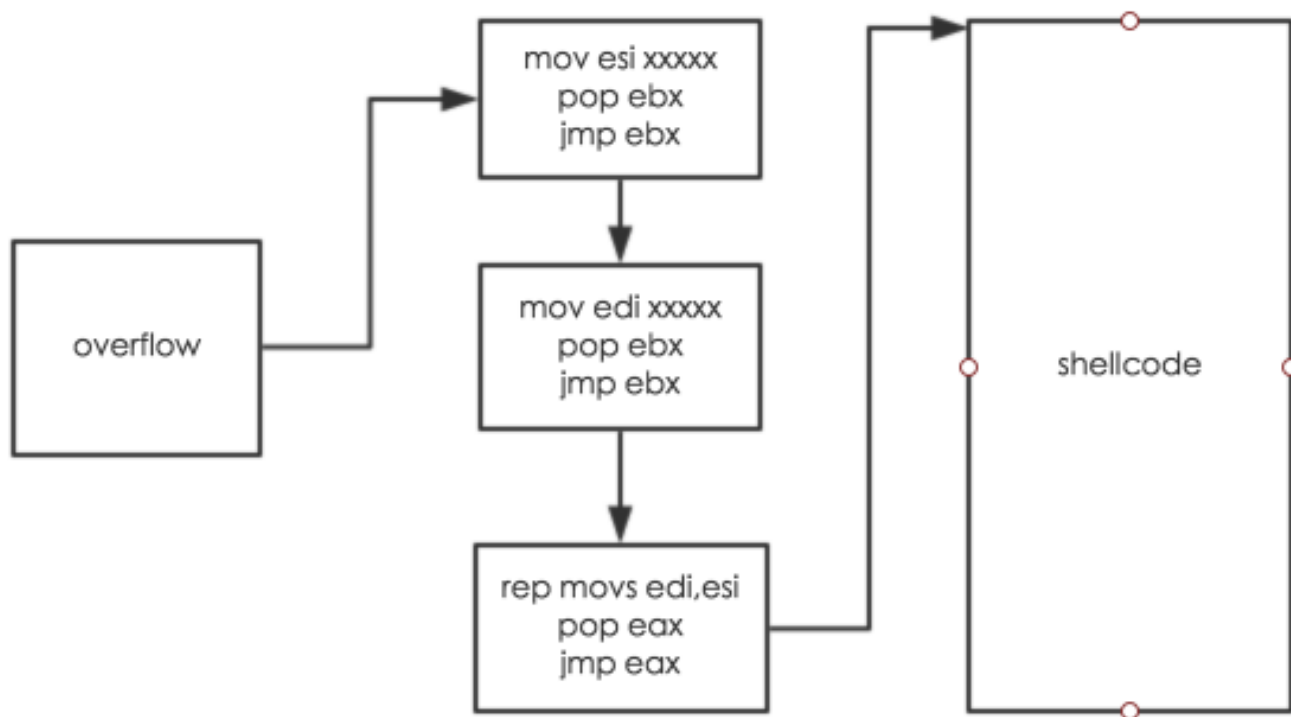 overflow
mov esi xxxxx
pop ebx
jmp ebx
mov edi xxxxx
pop ebx
jmp ebx
rep movs edi,esi
pop eax
jmp eax
shellcode